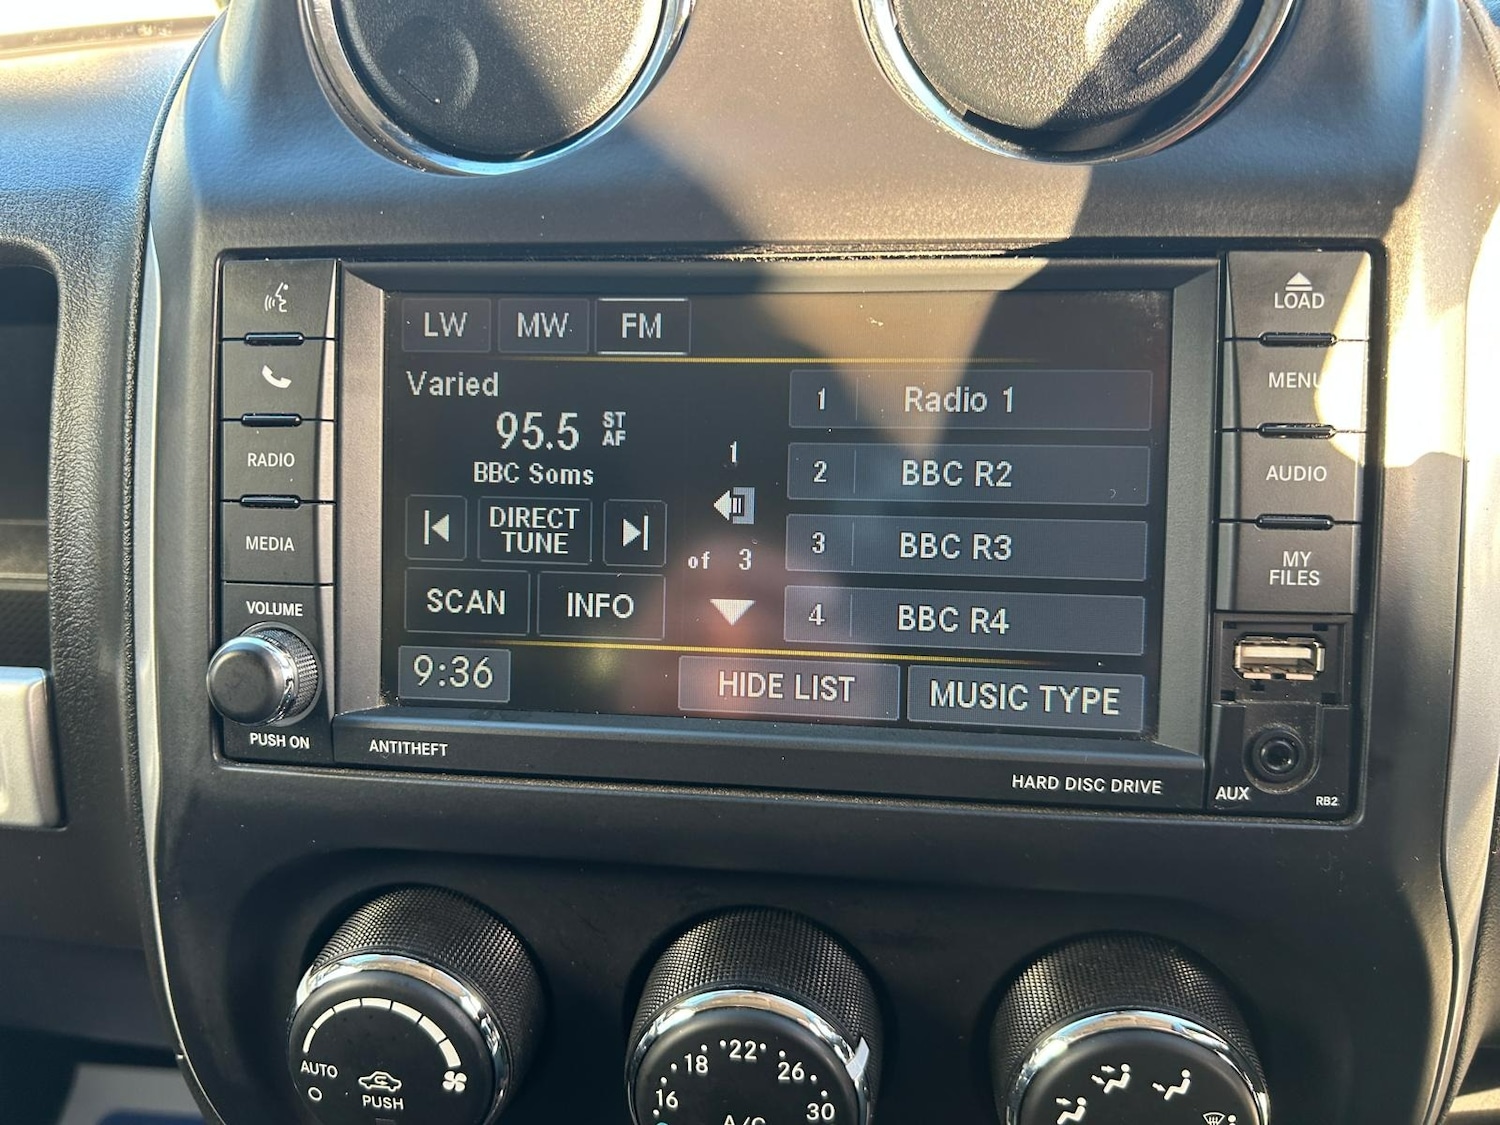 LOAD
MENU
AUDIO
MY
FILES
RADIO
MEDIA
VOLUME
PUSH ON
LW MW FM
Varied
95.5 ST
AF
BBC Soms
DIRECT
TUNE
SCAN INFO
1
of 3
1 Radio 1
2 BBC R2
3 BBC R3
4 BBC R4
9:36 HIDE LIST MUSIC TYPE
ANTITHEFT
HARD DISC DRIVE
AUX
RB2
AUTO
PUSH
16 18 22 26 30
A/C